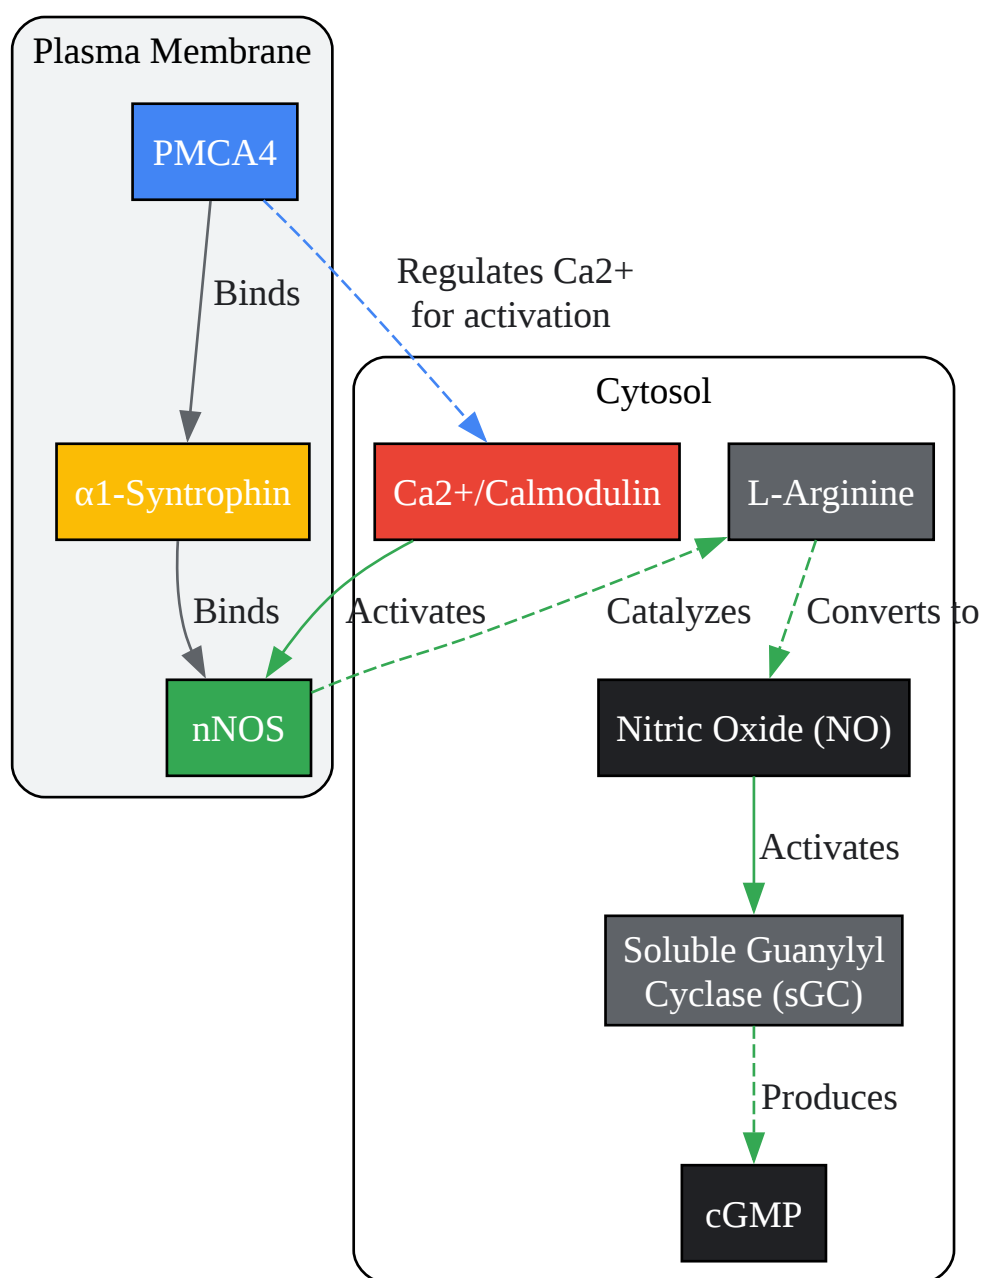 Plasma Membrane
PMCA4
Regulates Ca2+
for activation
Binds
Cytosol
α1-Syntrophin
Ca2+/Calmodulin
L-Arginine
Binds
Activates
Catalyzes
Converts to
nNOS
Nitric Oxide (NO)
Activates
Soluble Guanylyl
Cyclase (sGC)
Produces
cGMP